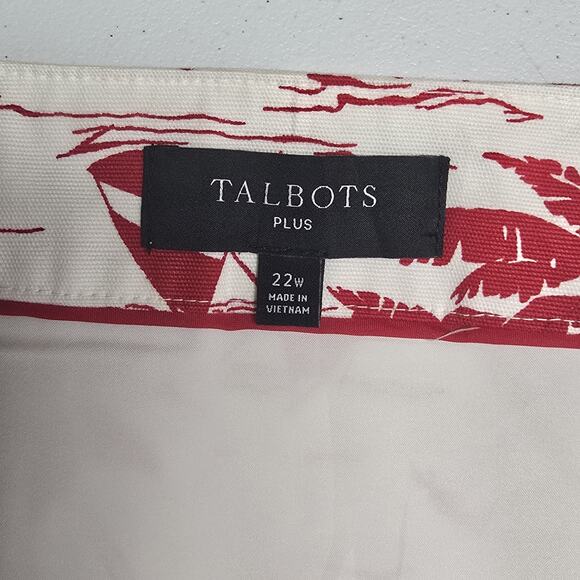 TALBOTS
PLUS
22W
MADE IN
VIETNAM